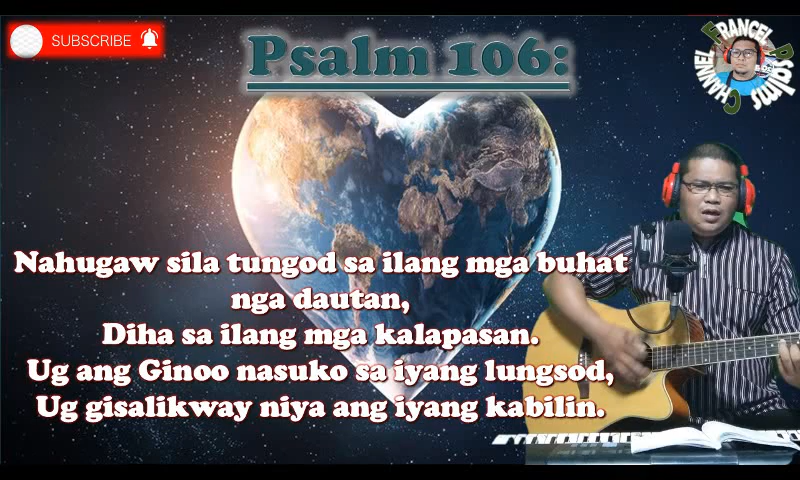 SUBSCRIBE
Psalm 106:
FRANCEL Psalms CHANNEL
Nahugaw sila tungod sa ilang mga buhat
nga dautan,
Diha sa ilang mga kalapasan.
Ug ang Ginoo nasuko sa iyang lungsod,
Ug gisalikway niya ang iyang kabilin.